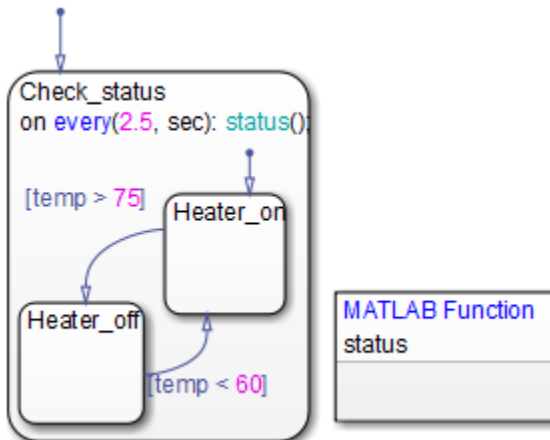 Check_status
on every(2.5, sec): status();
[temp > 75]
Heater_on
Heater_off
[temp < 60]
MATLAB Function
status